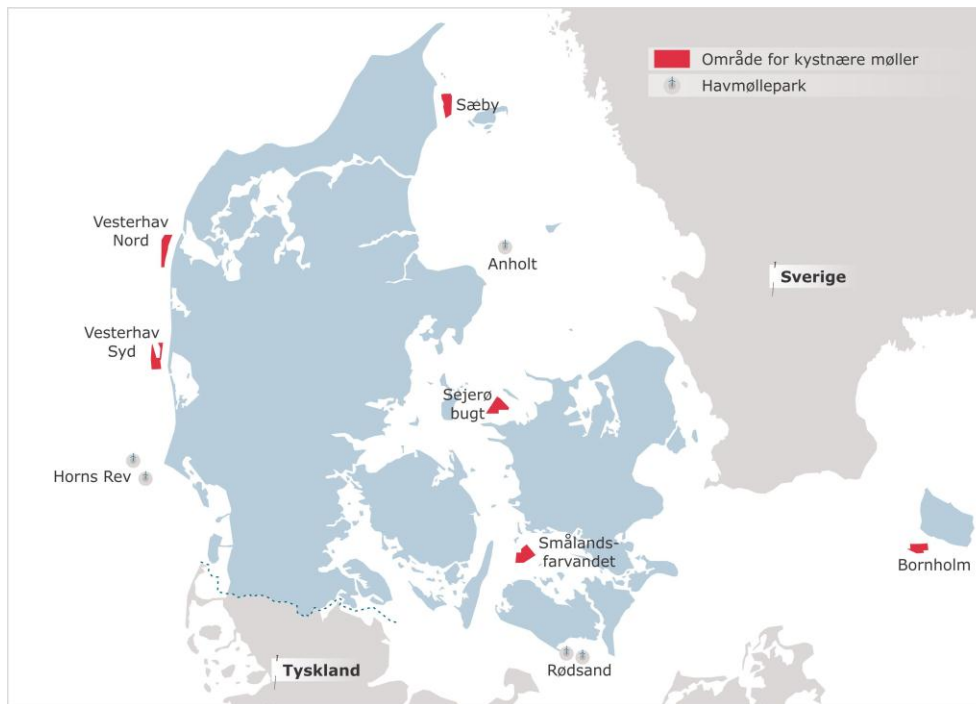 Område for kystnære møller
Havmøllepark
Sæby
Vesterhav
Nord
Anholt
Sverige
Vesterhav
Syd
Sejerø
bugt
Horns Rev
Smålands-
farvandet
Bornholm
Tyskland
Rødsand